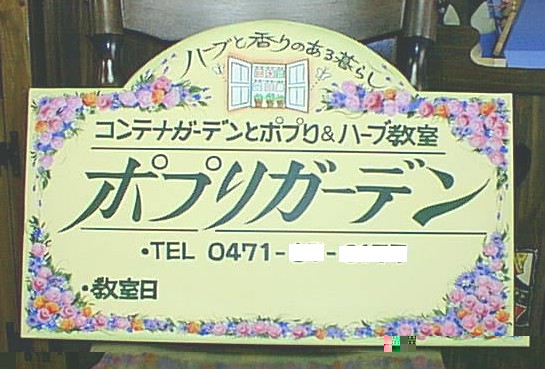 ハーブと香りのある暮らし
コンテナガーデンとポプリ&ハーブ教室
ポプリガーデン
・TEL 0471-
・教室日